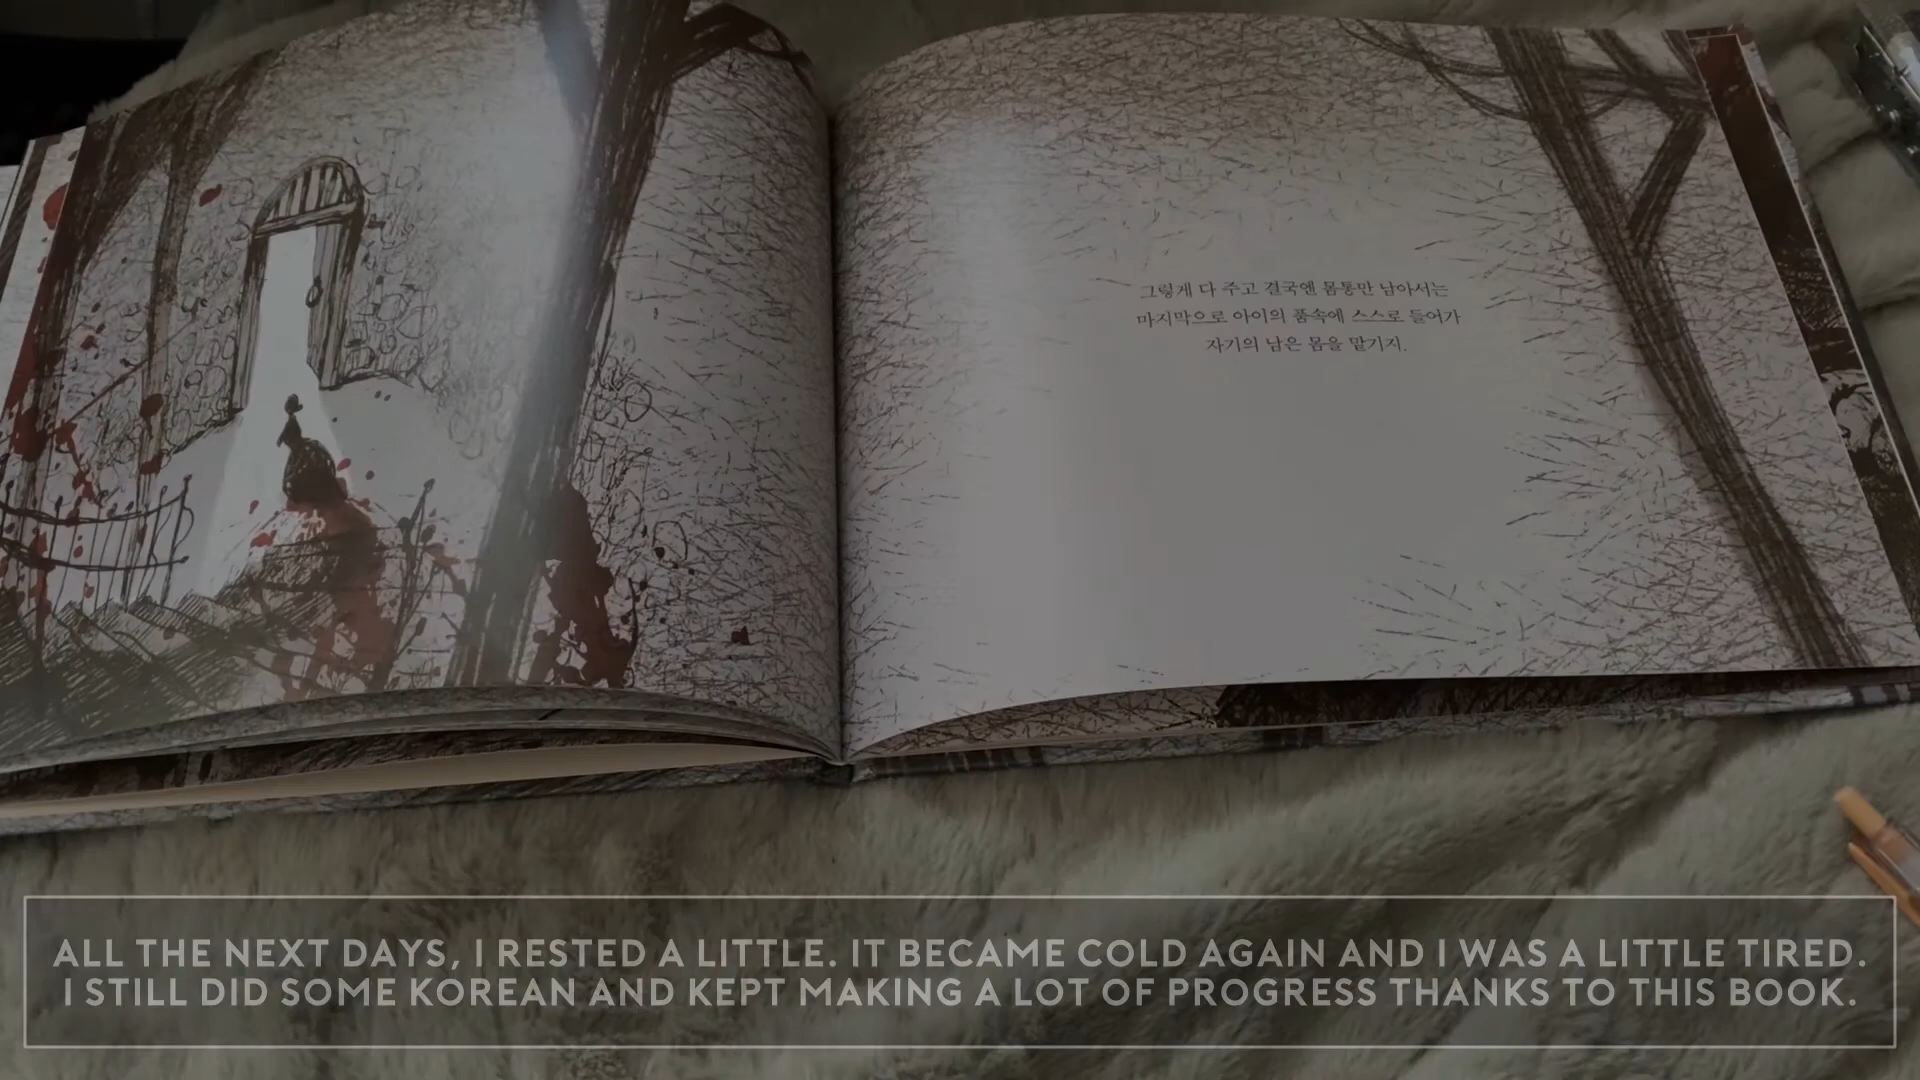 그렇게 다 주고 결국엔 몸통만 남아서는
마지막으로 아이의 품속에 스스로 들어가
자기의 남은 몸을 맡기지.
ALL THE NEXT DAYS, I RESTED A LITTLE. IT BECAME COLD AGAIN AND I WAS A LITTLE TIRED.
I STILL DID SOME KOREAN AND KEPT MAKING A LOT OF PROGRESS THANKS TO THIS BOOK.